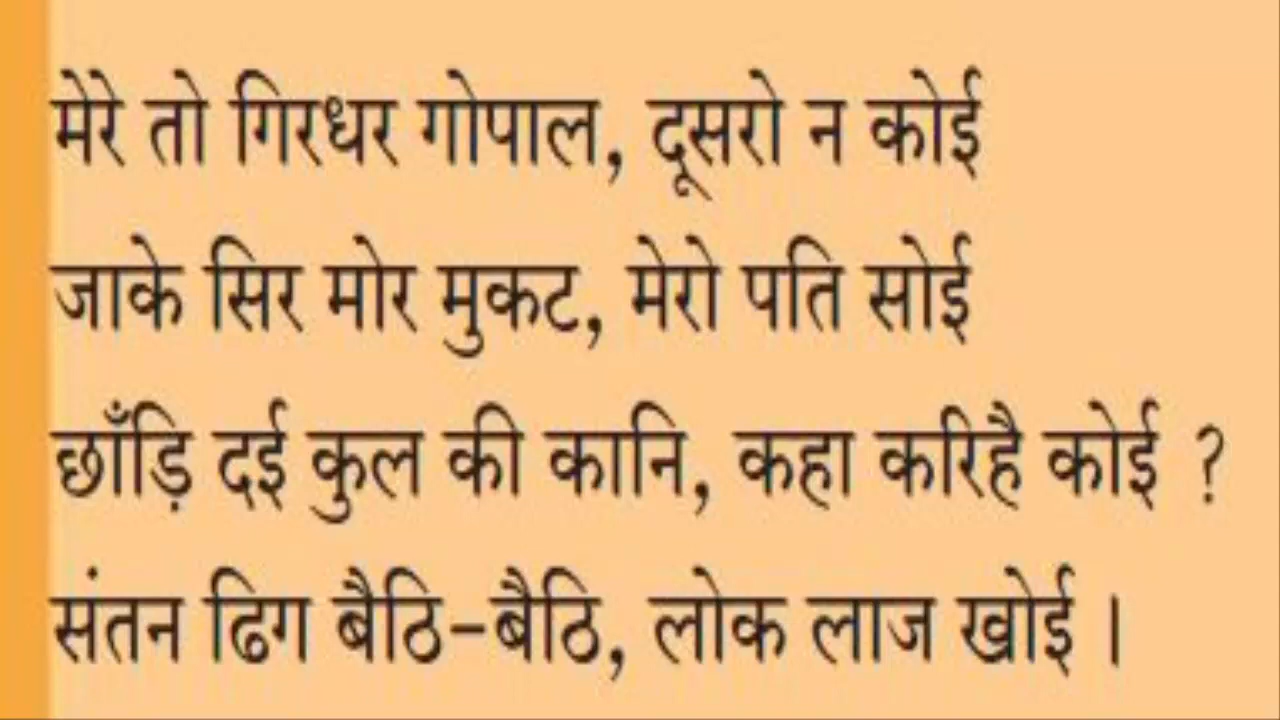 मेरे तो गिरधर गोपाल, दूसरो न कोई
जाके सिर मोर मुकट, मेरो पति सोई
छाँड़ि दई कुल की कानि, कहा करिहै कोई ?
संतन ढिग बैठि-बैठि, लोक लाज खोई ।